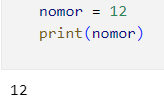 nomor = 12
print(nomor)
12